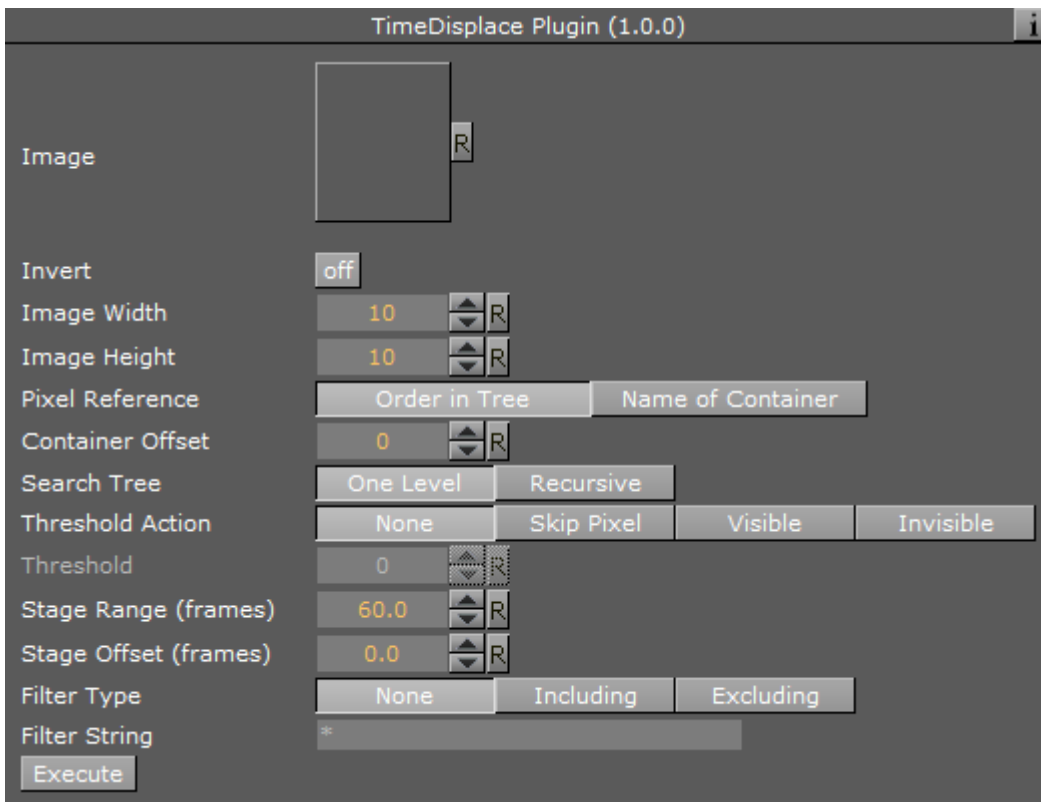 TimeDisplace Plugin (1.0.0) i
Image R
Invert off
Image Width 10 R
Image Height 10 R
Pixel Reference Order in Tree Name of Container
Container Offset 0 R
Search Tree One Level Recursive
Threshold Action None Skip Pixel Visible Invisible
Threshold 0 R
Stage Range (frames) 60.0 R
Stage Offset (frames) 0.0 R
Filter Type None Including Excluding
Filter String *
Execute